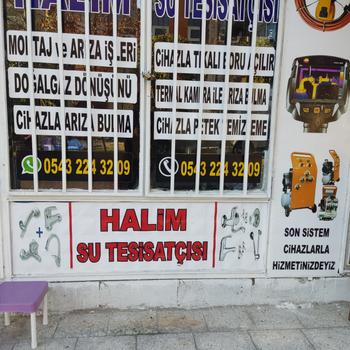 HALİM
SU TESİSATÇISI
MONTAJ ve ARIZA İŞLERİ
DOĞALGAZ DÖNÜŞÜNÜ
CİHAZLA ARIZA BULMA
0543 224 32 09
CİHAZLA TIKALI BORU AÇILIR
TERMAL KAMERA İLE ARIZA BULMA
CİHAZLA PETEK TEMİZLEME
0543 224 32 09
HALİM
SU TESİSATÇISI
SON SİSTEM
CİHAZLARLA
HİZMETİNİZDEYİZ